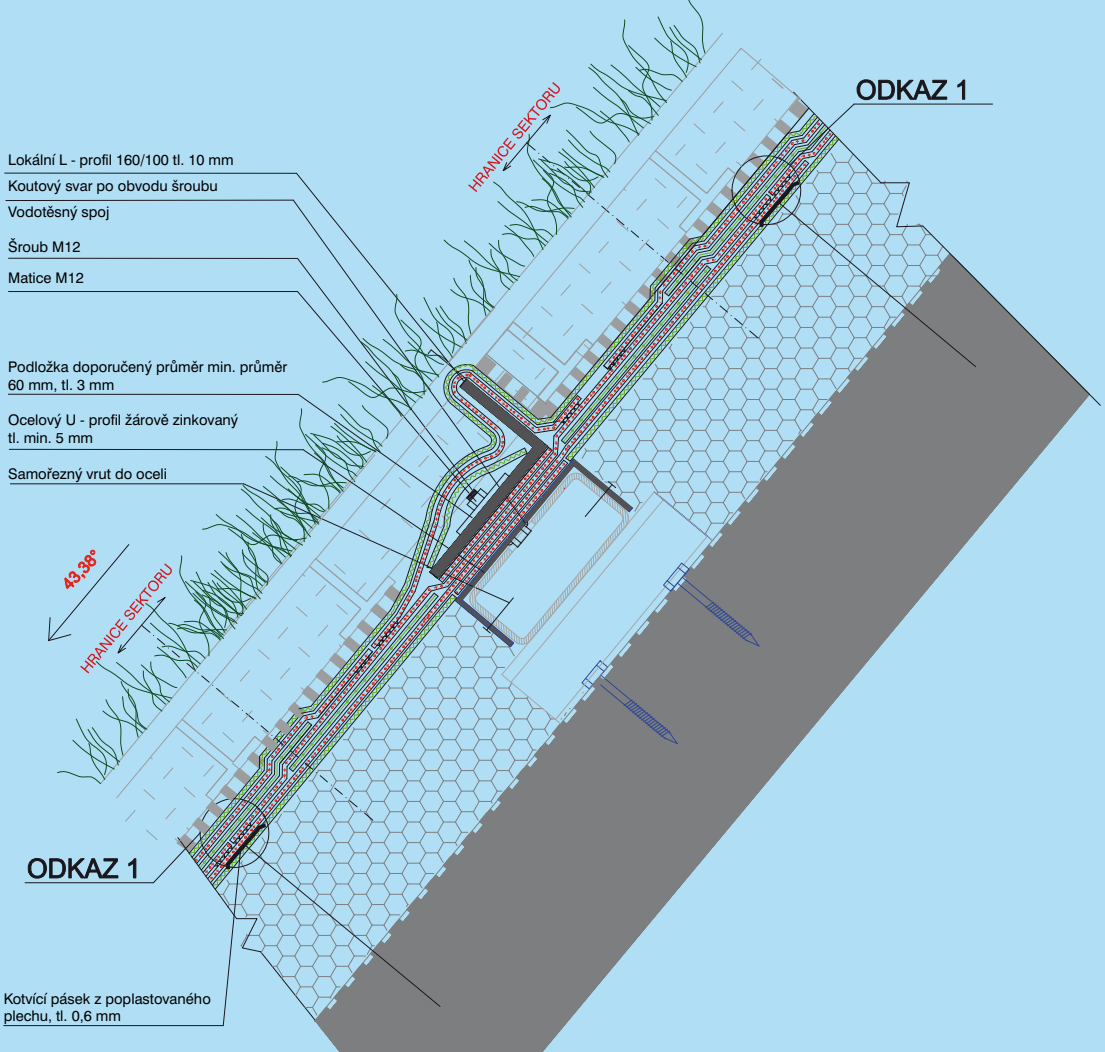 ODKAZ 1
HRANICE SEKTORU
Lokální L - profil 160/100 tl. 10 mm
Koutový svar po obvodu šroubu
Vodotěsný spoj
Šroub M12
Matice M12
Podložka doporučený průměr min. průměr
60 mm, tl. 3 mm
Ocelový U - profil žárově zinkovaný
tl. min. 5 mm
Samořezný vrut do oceli
43,38°
HRANICE SEKTORU
ODKAZ 1
Kotvící pásek z poplastovaného
plechu, tl. 0,6 mm